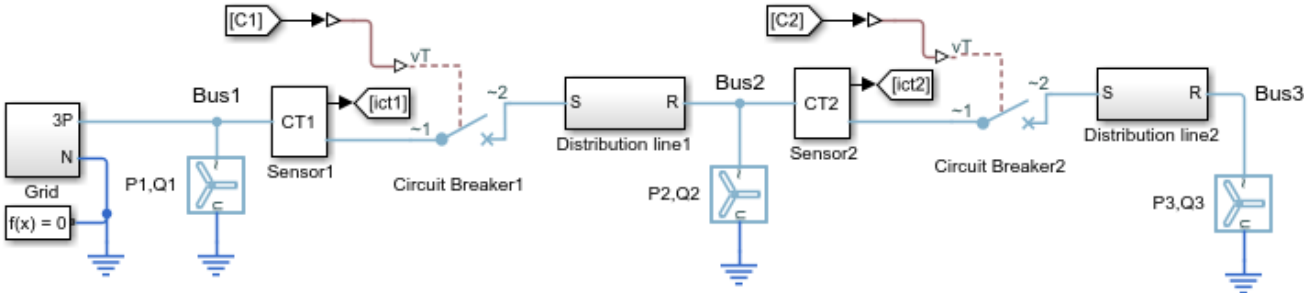 [C1]
vT
[C2]
vT
Bus1
Bus2
Bus3
3P
N
Grid
f(x) = 0
P1,Q1
CT1
[ict1]
Sensor1
~1
~2
Circuit Breaker1
S
R
Distribution line1
P2,Q2
CT2
[ict2]
Sensor2
~1
~2
Circuit Breaker2
S
R
Distribution line2
P3,Q3